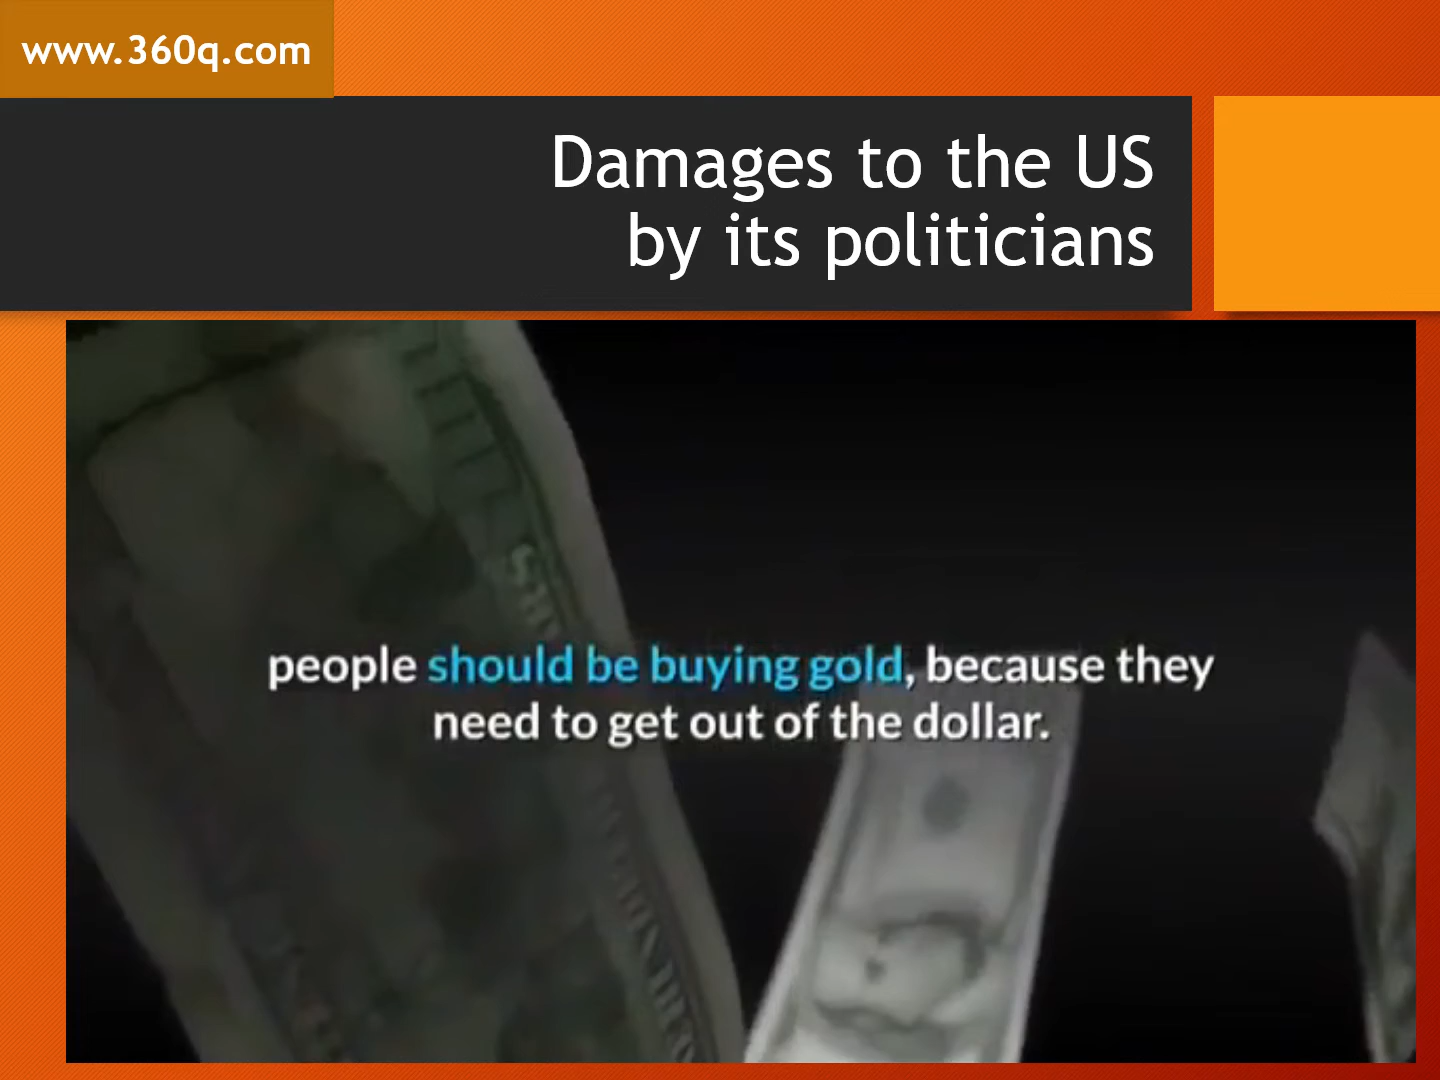 www.360q.com
Damages to the US
by its politicians
people should be buying gold, because they
need to get out of the dollar.